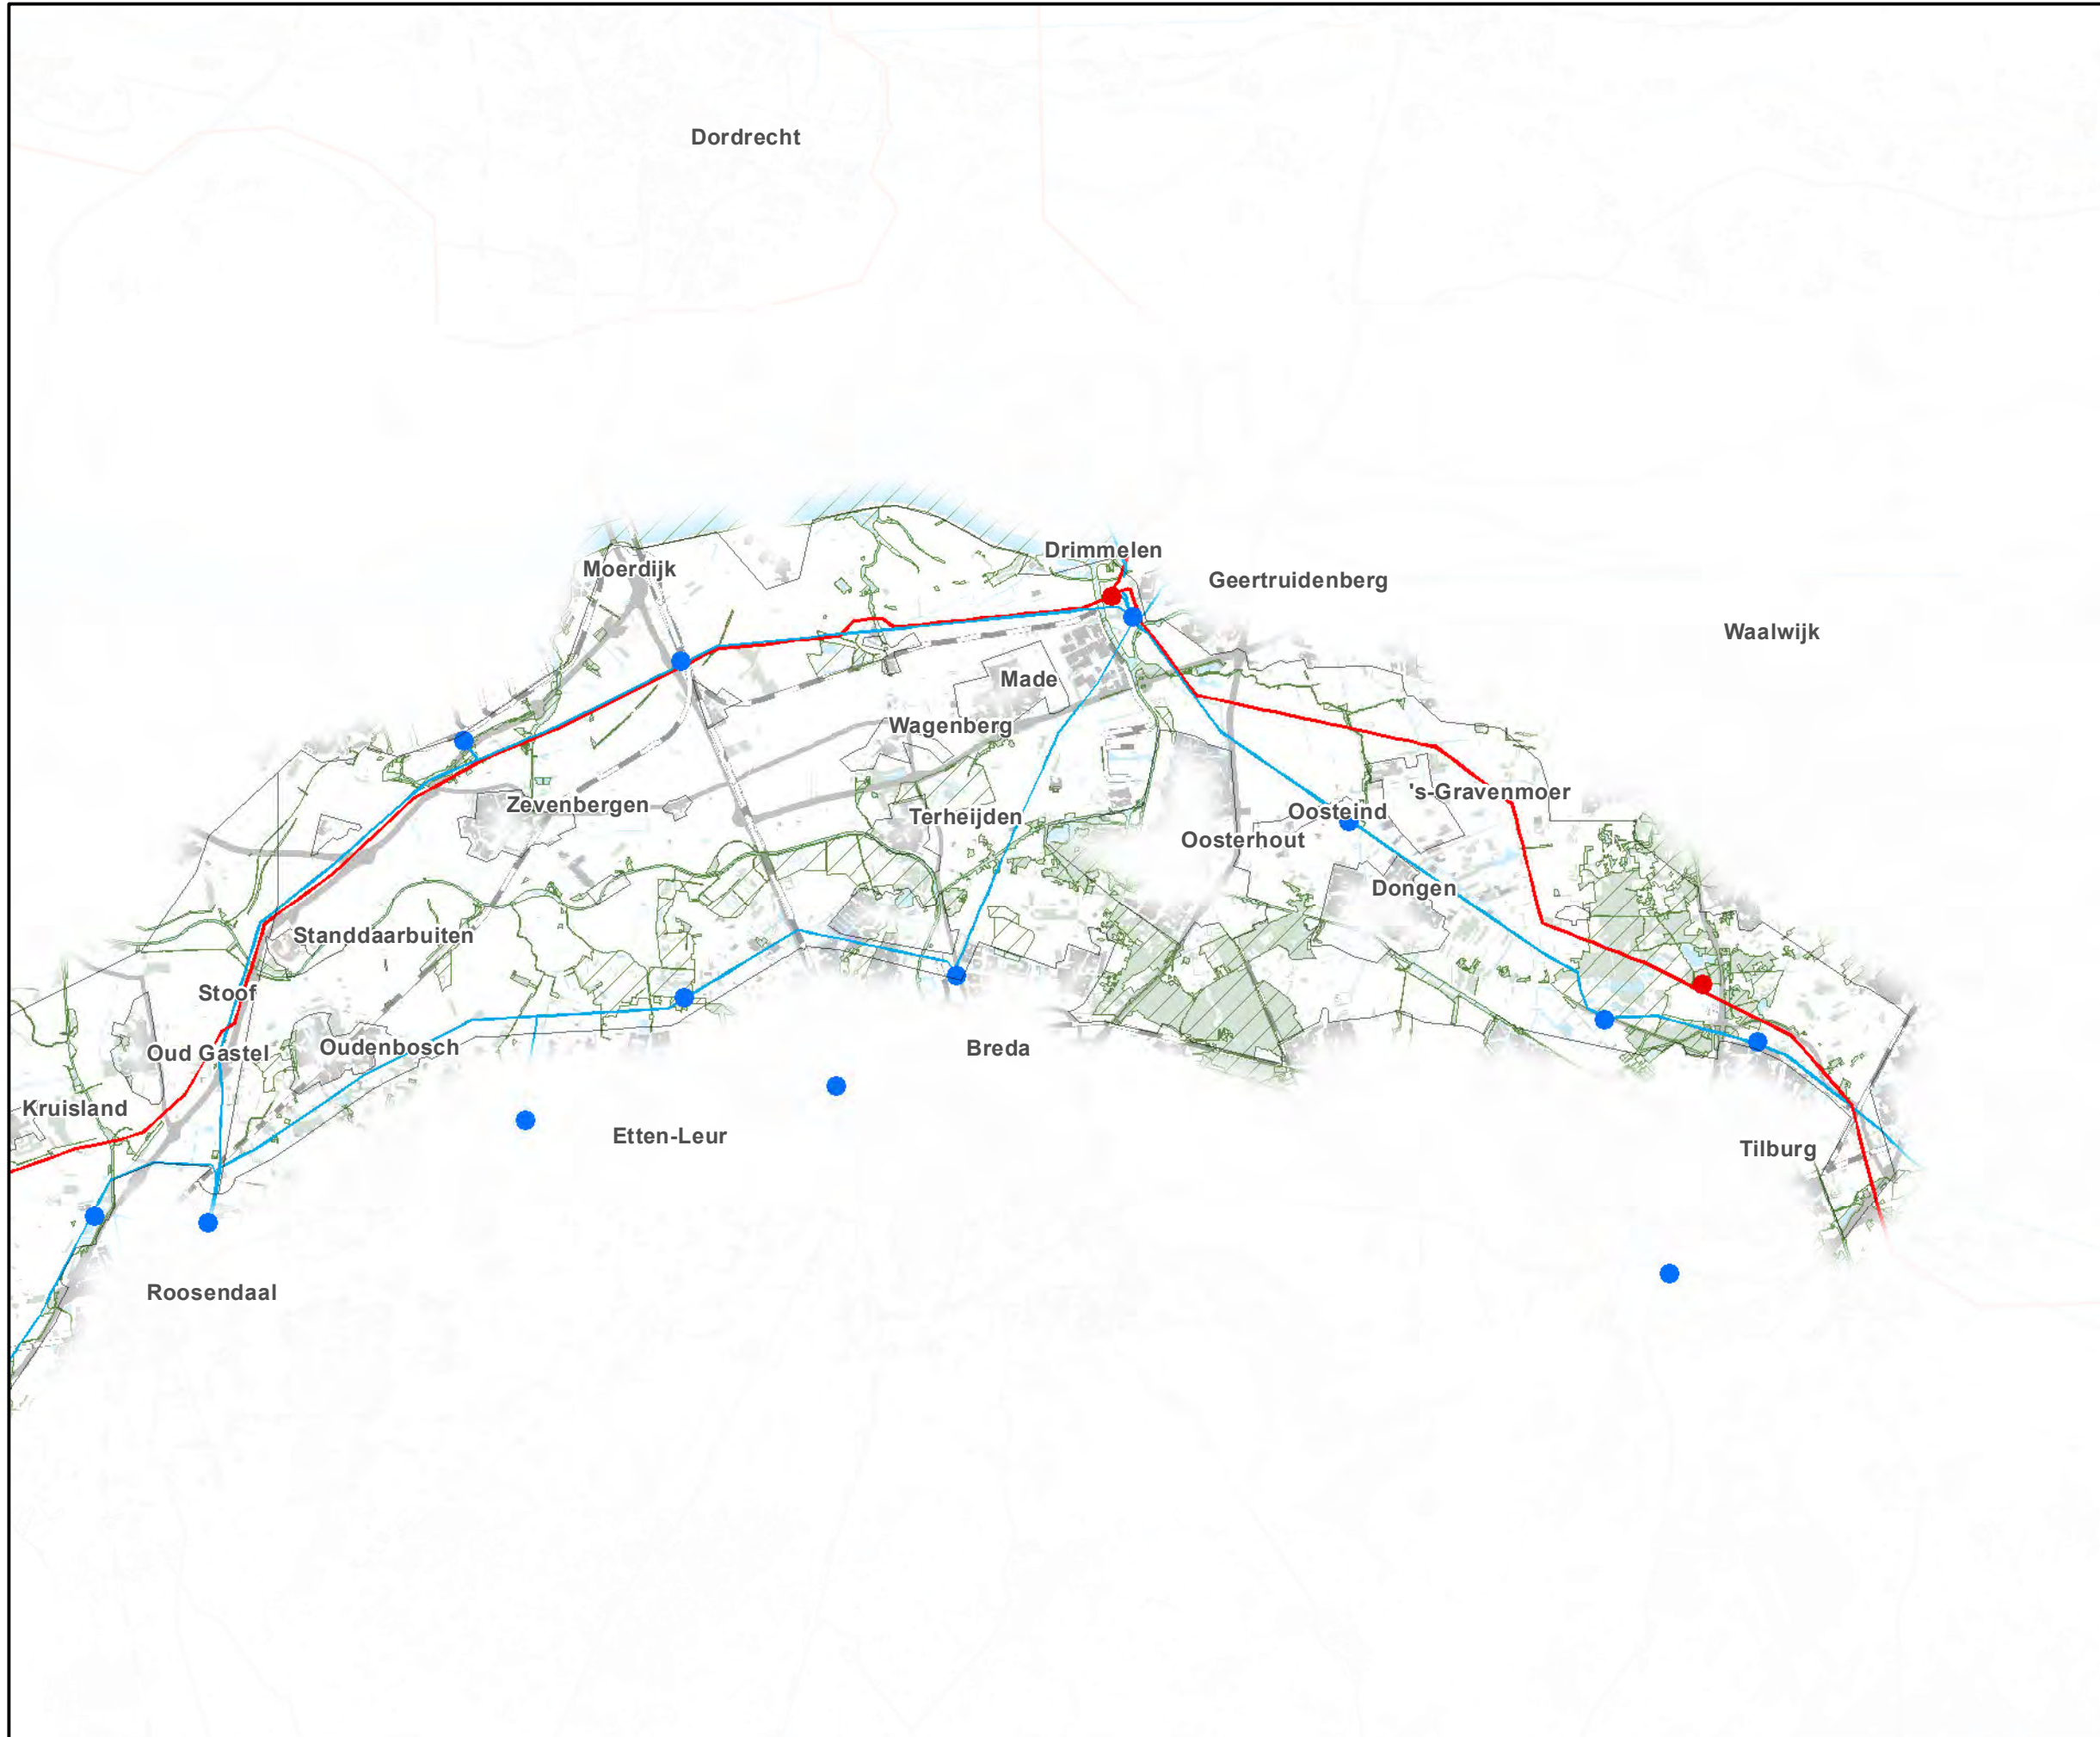 Dordrecht
Drimmelen
Moerdijk
Geertruidenberg
Waalwijk
Made
Wagenberg
's-Gravenmoer
Zevenbergen
Oosteind
Terheijden
Oosterhout
Dongen
Standdaarbuiten
Stoof
Oudenbosch
Breda
Oud Gastel
Kruisland
Etten-Leur
Tilburg
Roosendaal